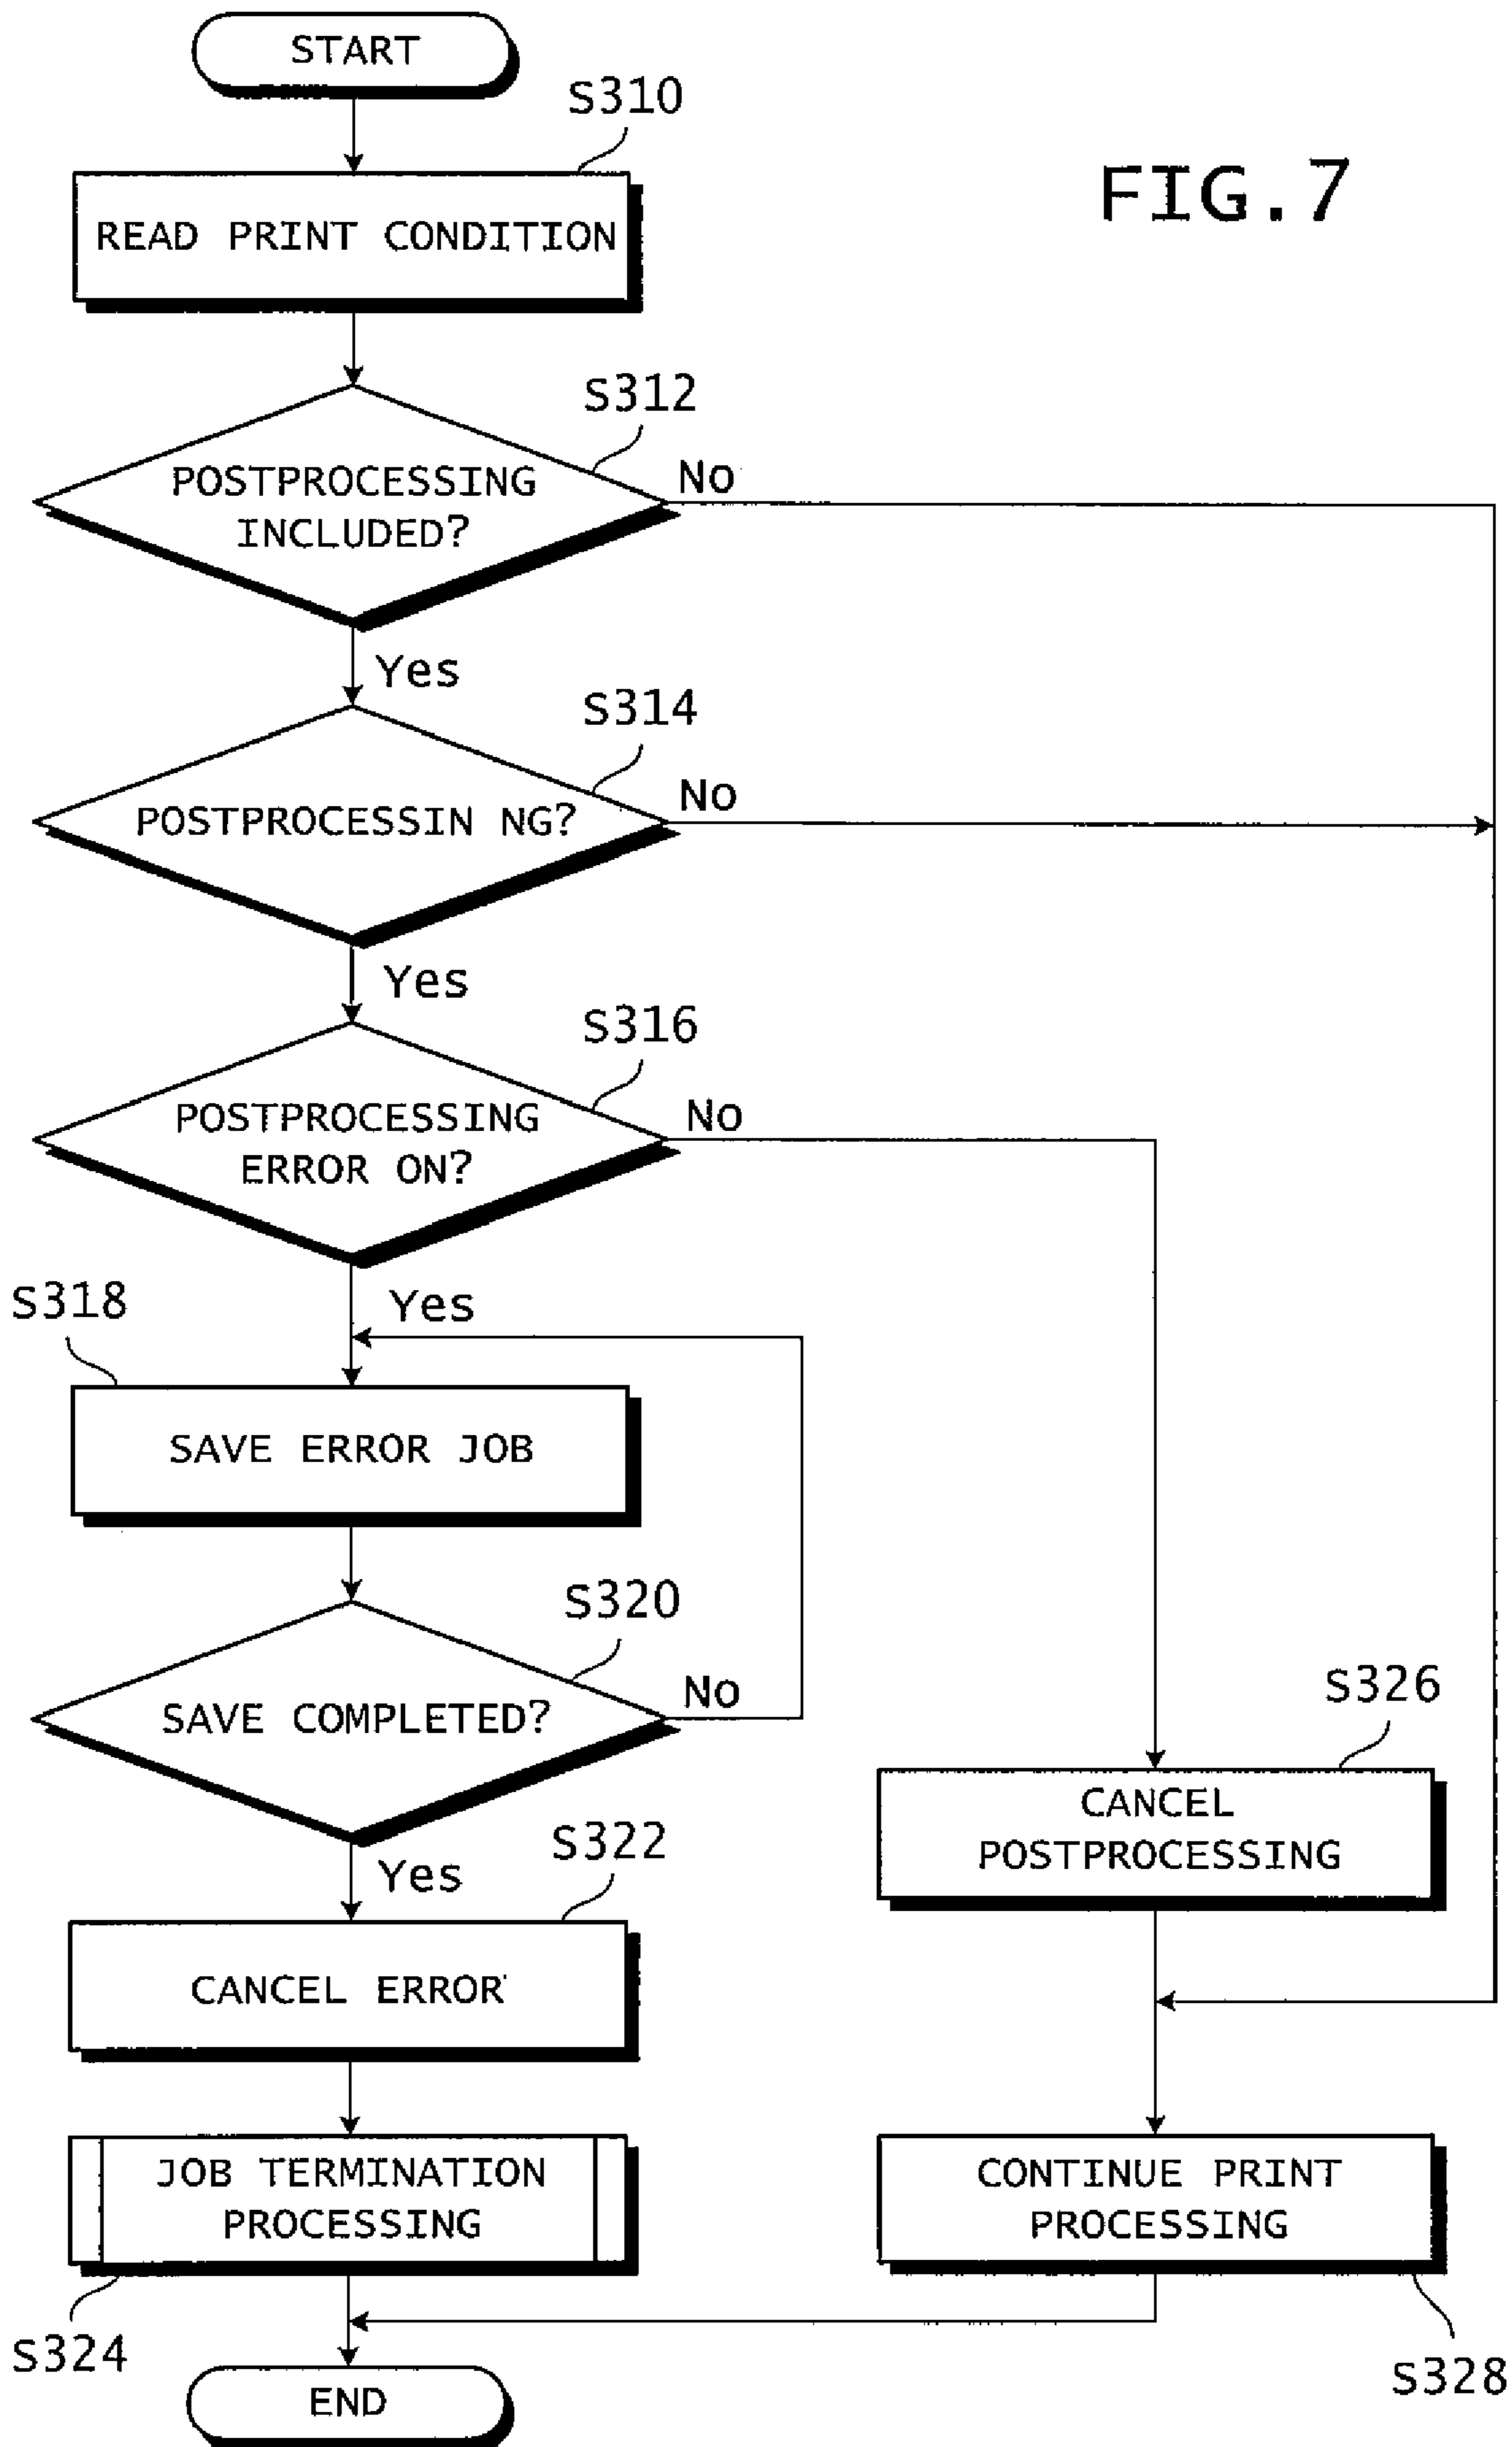 START
S310
FIG.7
READ PRINT CONDITION
S312
POSTPROCESSING
INCLUDED?
No
Yes
S314
POSTPROCESSIN NG?
No
Yes
S316
POSTPROCESSING
ERROR ON?
No
Yes
S318
SAVE ERROR JOB
S320
SAVE COMPLETED?
No
Yes
S326
CANCEL
POSTPROCESSING
S322
CANCEL ERROR
JOB TERMINATION
PROCESSING
CONTINUE PRINT
PROCESSING
S324
S328
END